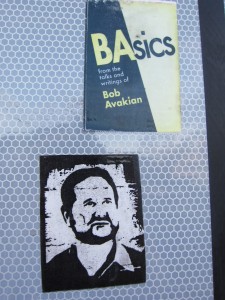 BAsics
from the
talks and
writings of
Bob
Avakian